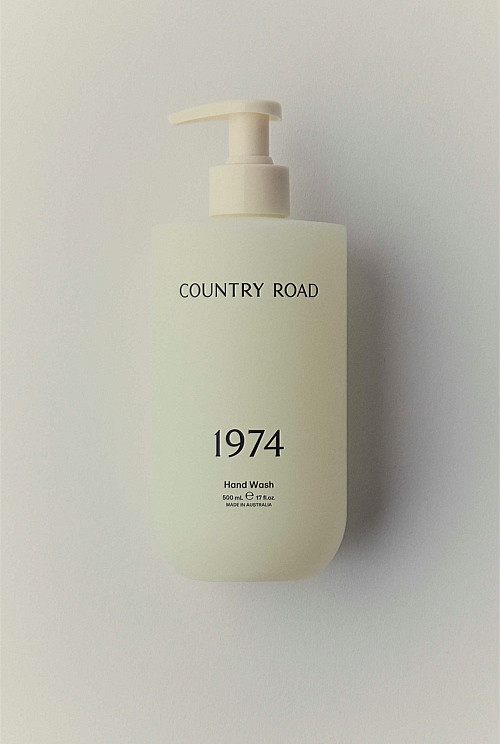 COUNTRY ROAD
1974
Hand Wash
500 mL ℮ 17 fl.oz.
MADE IN AUSTRALIA